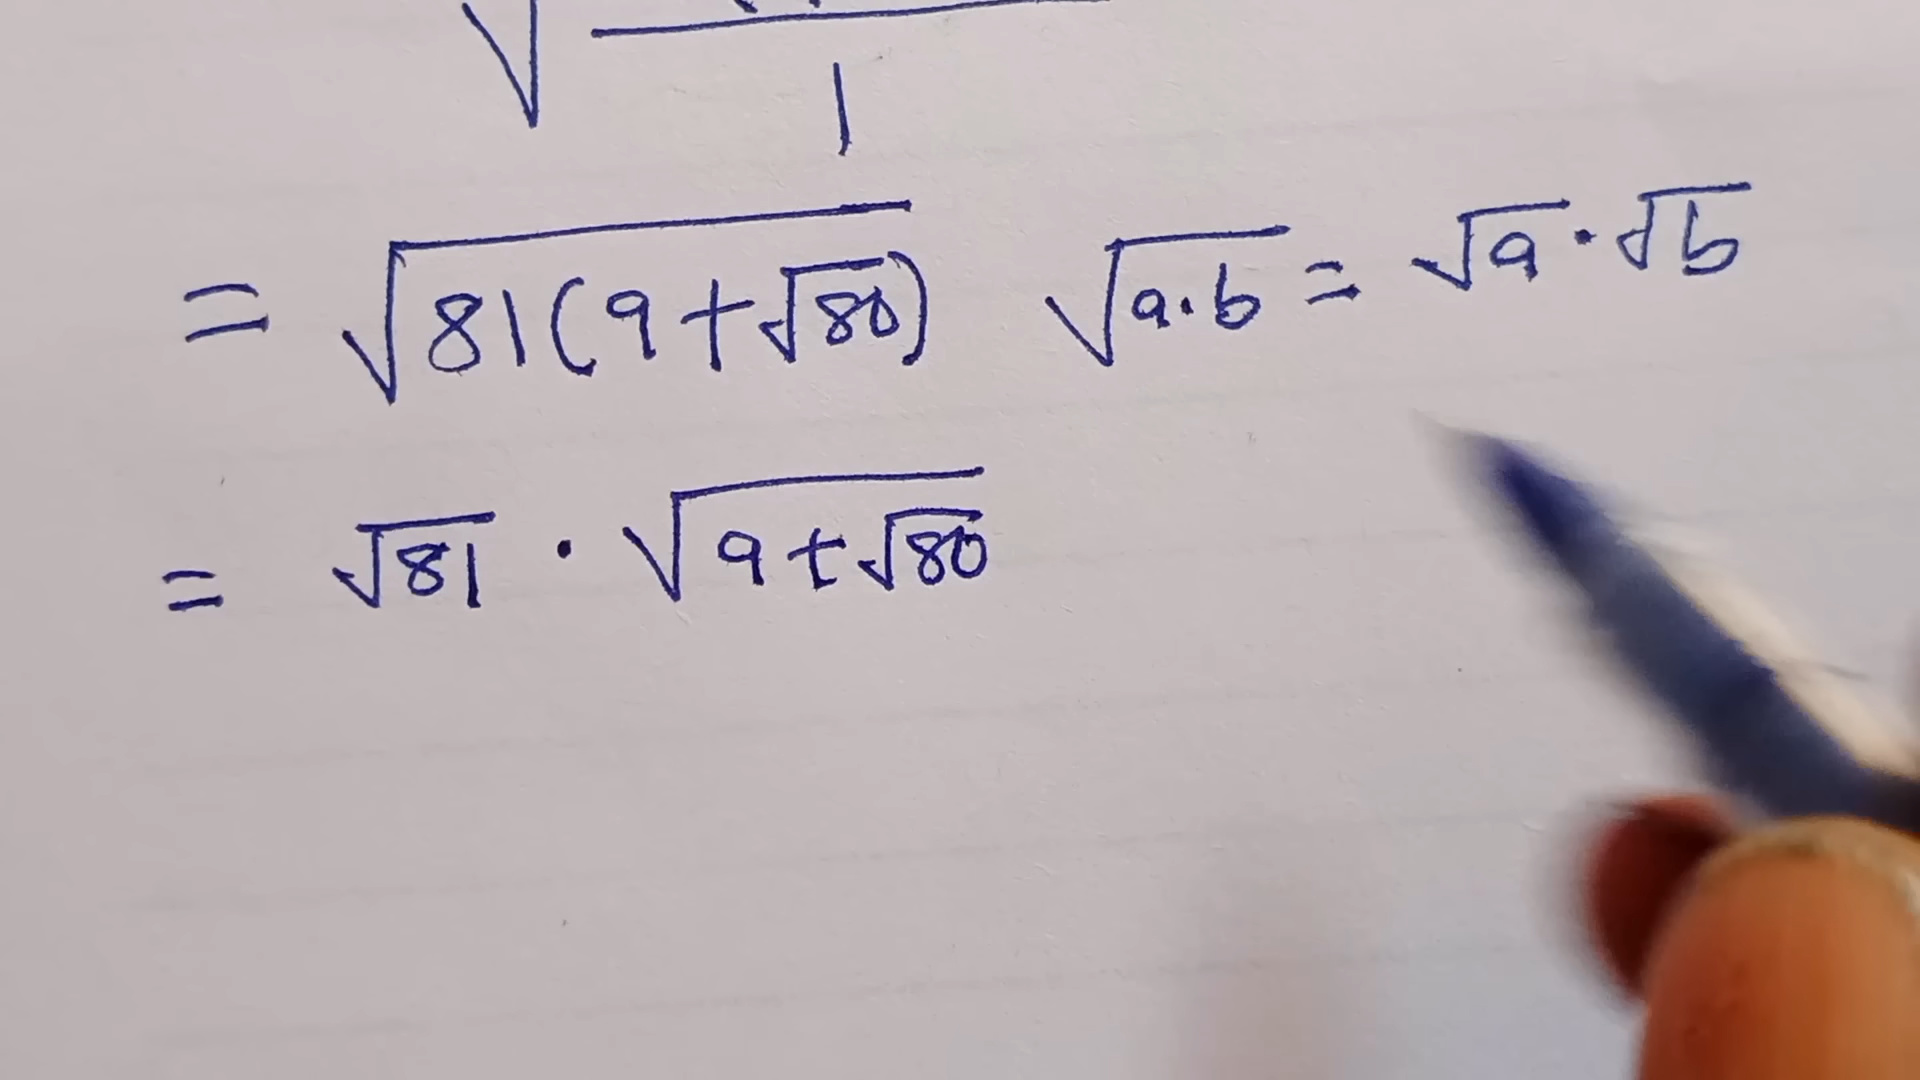 1
= √81(9+√80) √a.b = √a · √b
= √81 · √9+√80